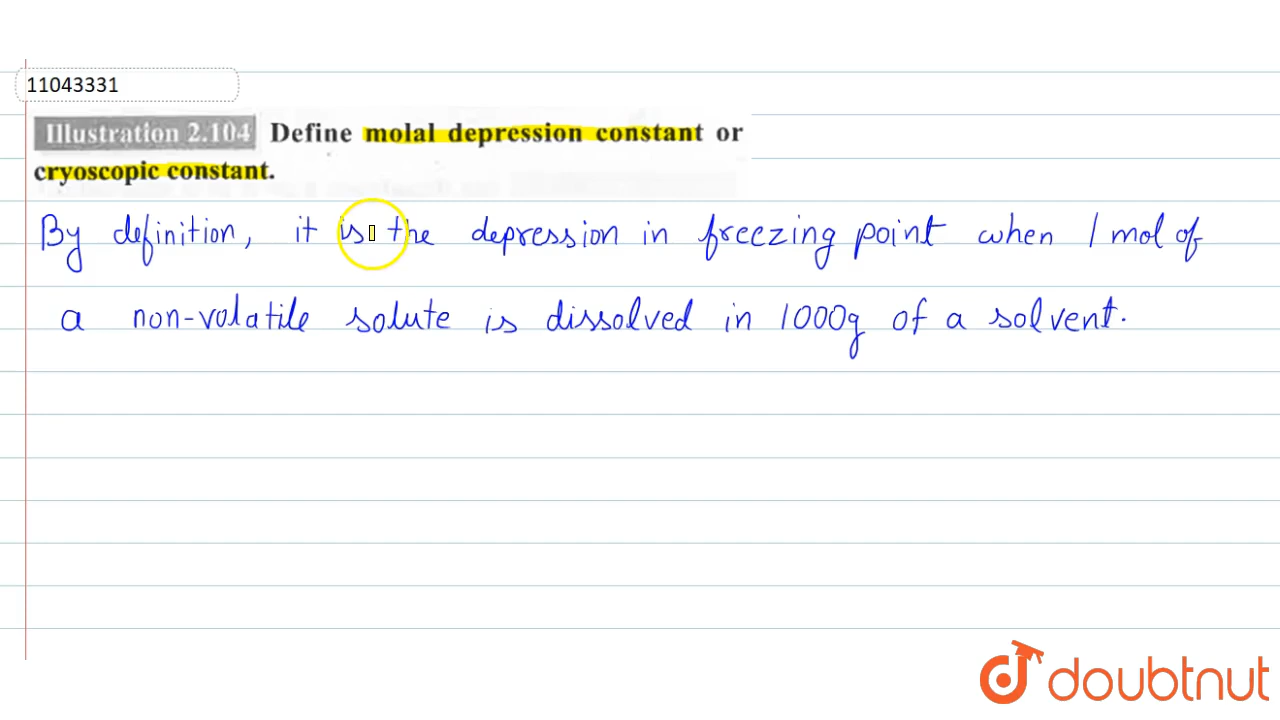 11043331
Illustration 2.104 Define molal depression constant or
cryoscopic constant.
By definition, it is the depression in freezing point when 1 mol of
a non-volatile solute is dissolved in 1000g of a solvent.
doubtnut